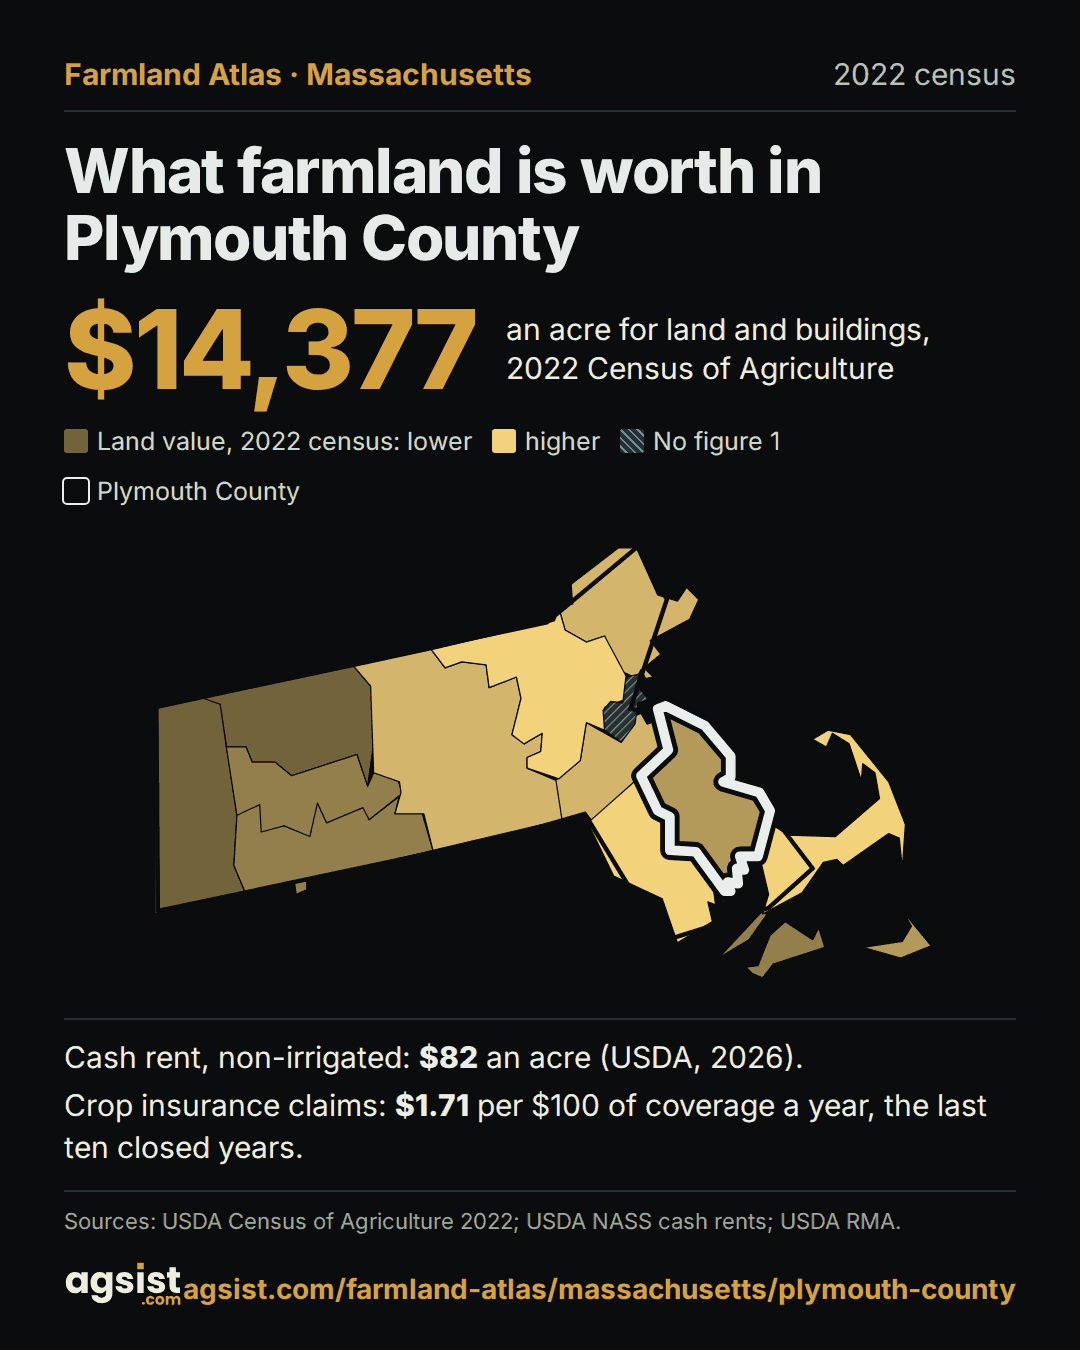 Farmland Atlas · Massachusetts
2022 census
What farmland is worth in
Plymouth County
$14,377
an acre for land and buildings,
2022 Census of Agriculture
Land value, 2022 census: lower
higher
No figure 1
Plymouth County
Cash rent, non-irrigated: $82 an acre (USDA, 2026).
Crop insurance claims: $1.71 per $100 of coverage a year, the last
ten closed years.
Sources: USDA Census of Agriculture 2022; USDA NASS cash rents; USDA RMA.
agsist
.com
agsist.com/farmland-atlas/massachusetts/plymouth-county